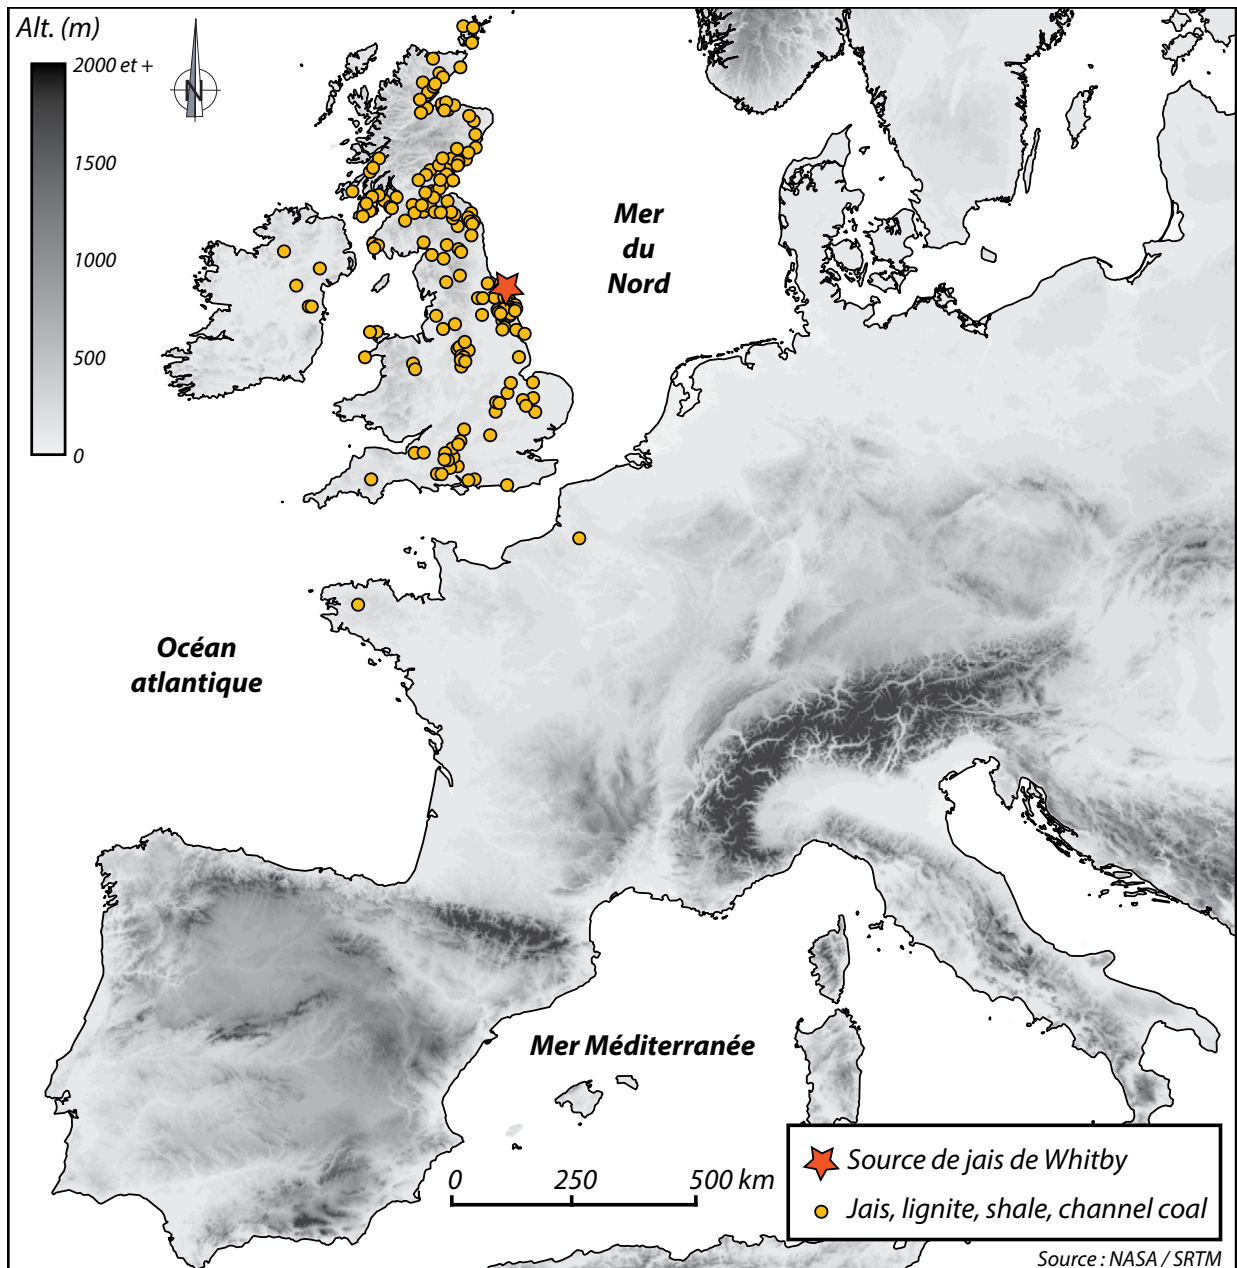 Alt. (m)
2000 et +
1500
1000
500
0
N
Mer
du
Nord
Océan
atlantique
Mer Méditerranée
0 250 500 km
Source de jais de Whitby
Jais, lignite, shale, channel coal
Source : NASA / SRTM